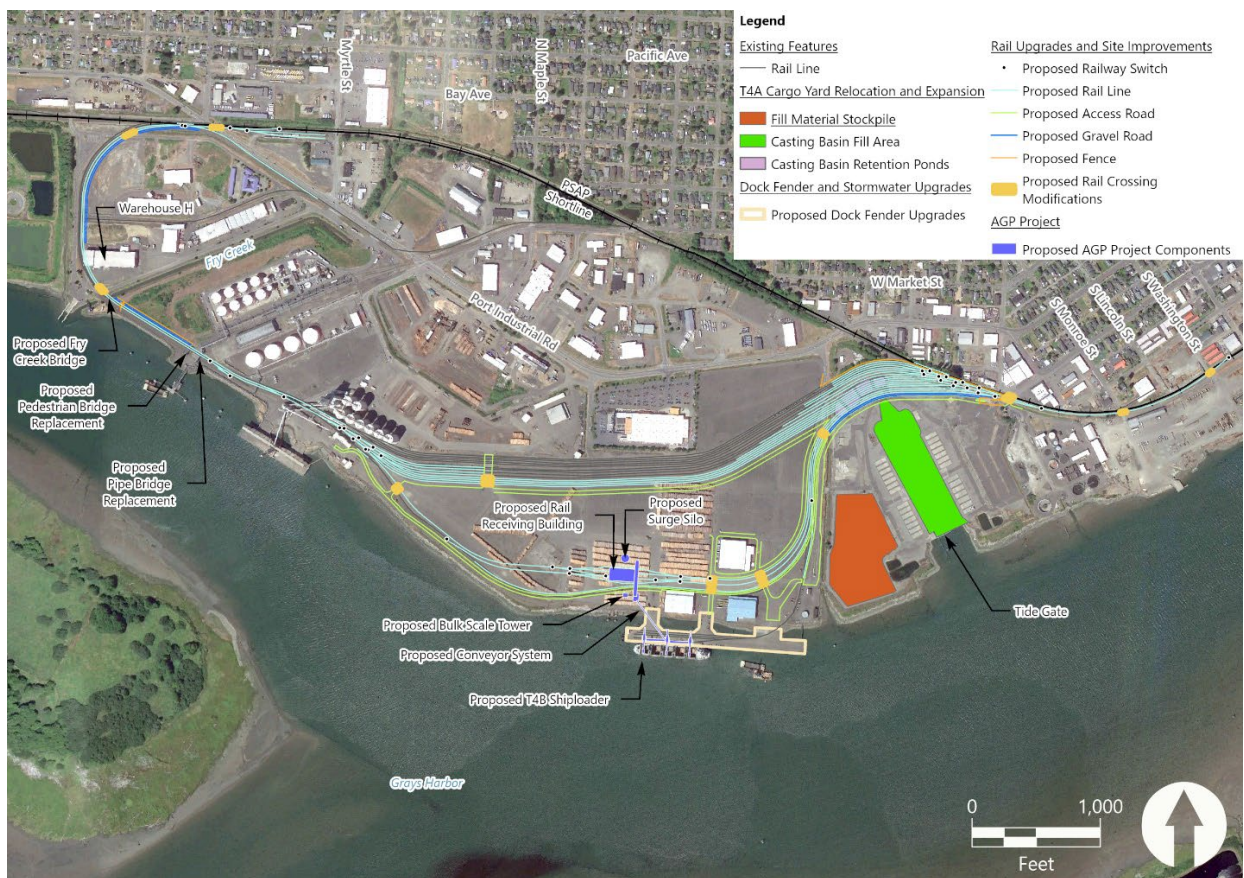 Legend
Existing Features
Rail Line
T4A Cargo Yard Relocation and Expansion
Fill Material Stockpile
Casting Basin Fill Area
Casting Basin Retention Ponds
Dock Fender and Stormwater Upgrades
Proposed Dock Fender Upgrades
Rail Upgrades and Site Improvements
Proposed Railway Switch
Proposed Rail Line
Proposed Access Road
Proposed Gravel Road
Proposed Fence
Proposed Rail Crossing
Modifications
AGP Project
Proposed AGP Project Components
Myrtle St
N Maple St
Pacific Ave
Bay Ave
PSAP
Shortline
Warehouse H
Fry Creek
Port Industrial Rd
W Market St
S Monroe St
S Lincoln St
S Washington St
Proposed Fry
Creek Bridge
Proposed
Pedestrian Bridge
Replacement
Proposed
Pipe Bridge
Replacement
Proposed Rail
Receiving Building
Proposed
Surge Silo
Proposed Bulk-Scale Tower
Proposed Conveyor System
Proposed T4B Shiploader
Tide Gate
Grays Harbor
0 1,000
Feet